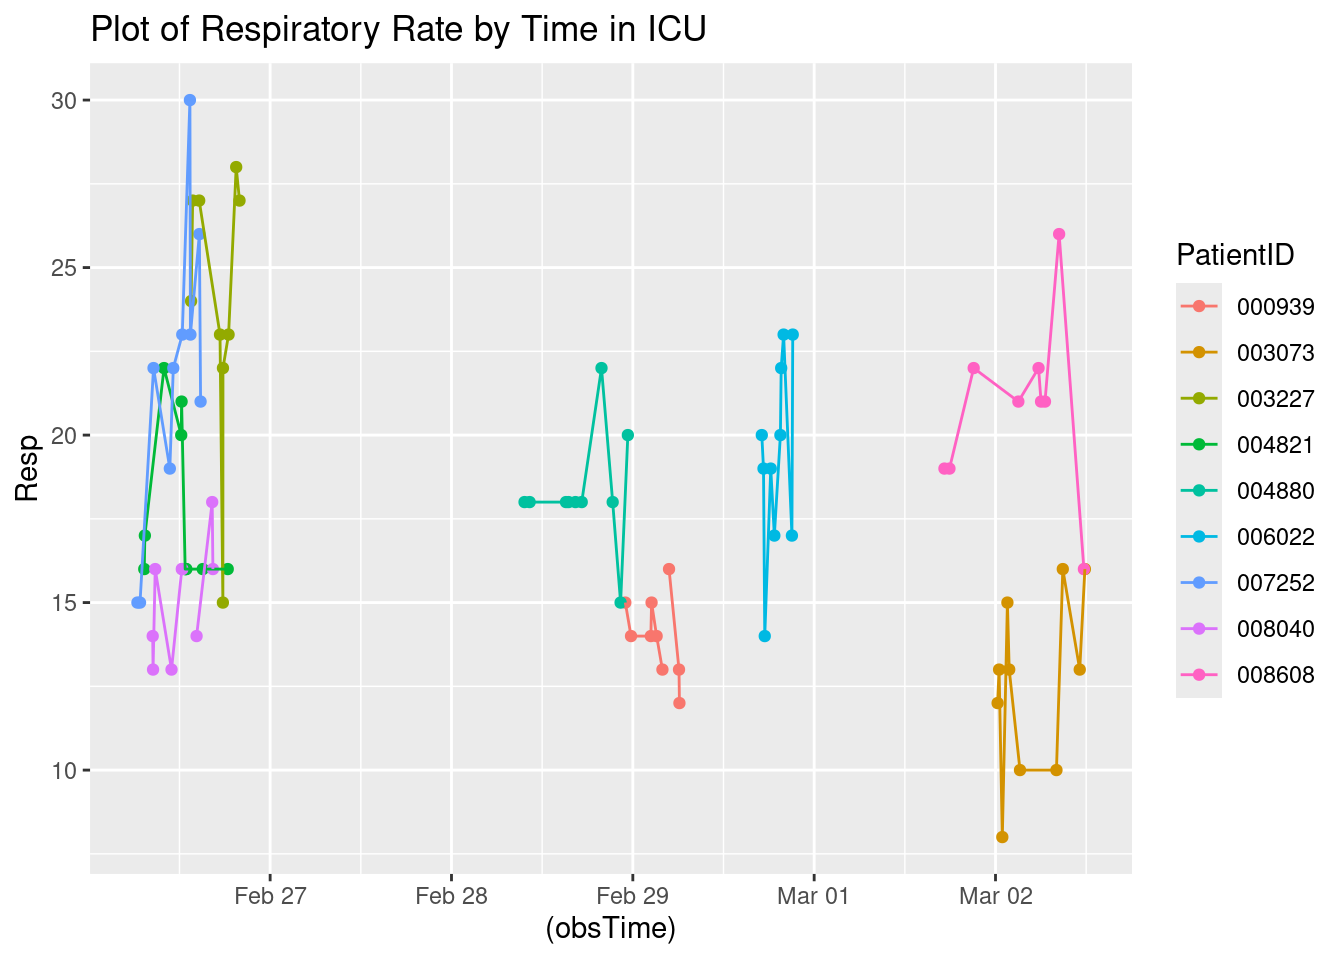 Plot of Respiratory Rate by Time in ICU
30
25
20
15
10
Resp
Feb 27
Feb 28
Feb 29
Mar 01
Mar 02
(obsTime)
PatientID
000939
003073
003227
004821
004880
006022
007252
008040
008608